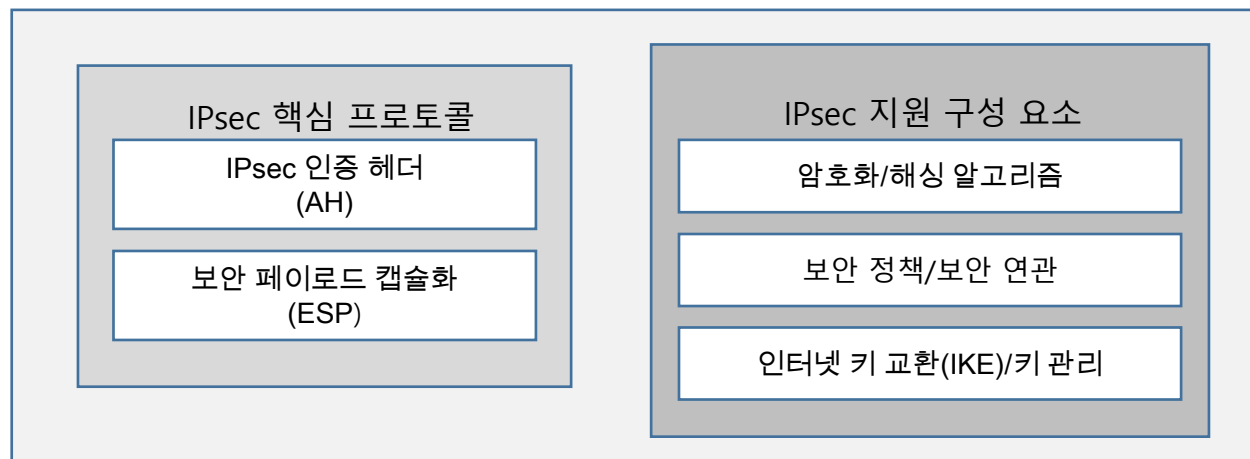 IPsec 핵심 프로토콜
IPsec 인증 헤더
(AH)
보안 페이로드 캡슐화
(ESP)
IPsec 지원 구성 요소
암호화/해싱 알고리즘
보안 정책/보안 연관
인터넷 키 교환(IKE)/키 관리